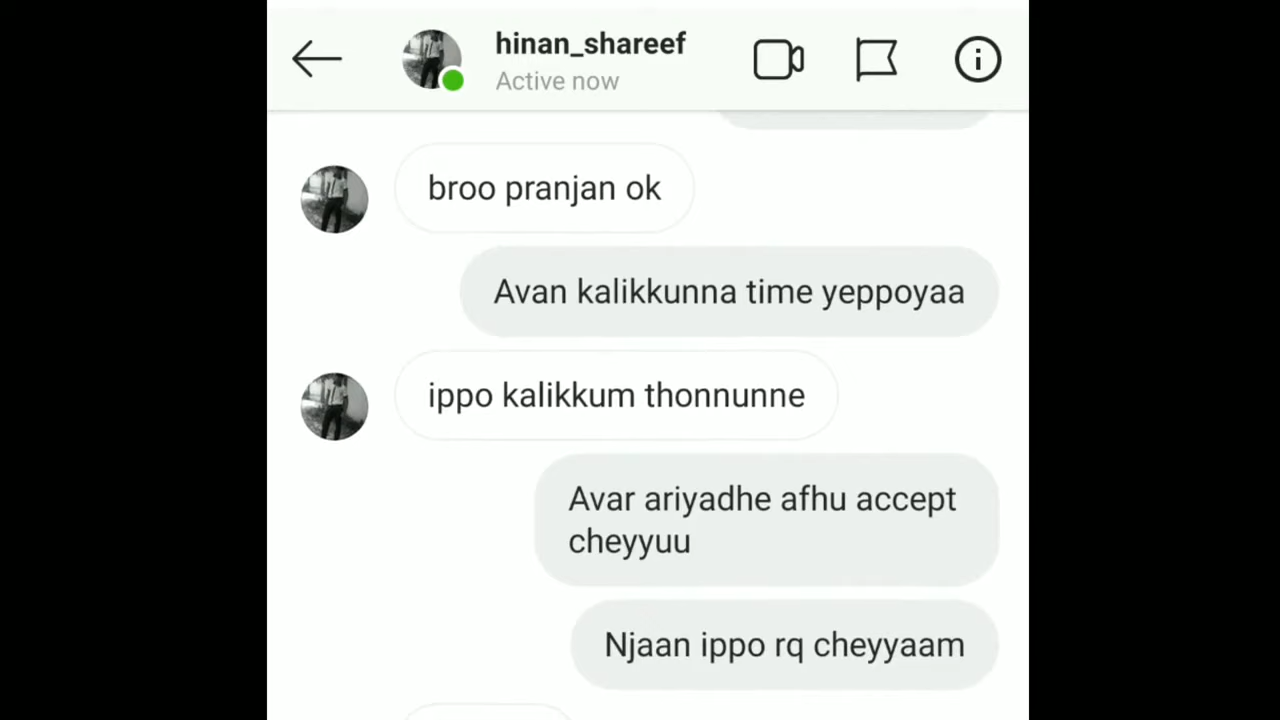 hinan_shareef
Active now
broo pranjan ok
Avan kalikkunna time yeppoyaa
ippo kalikkum thonnunne
Avar ariyadhe afhu accept
cheyyuu
Njaan ippo rq cheyyaam